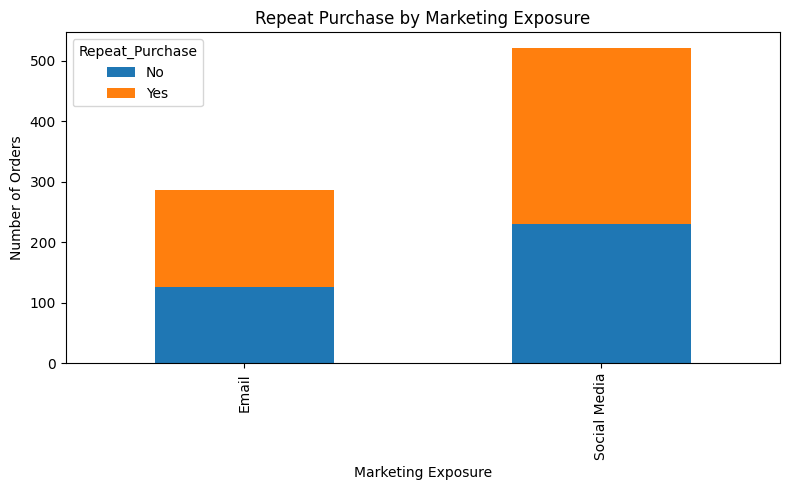 Repeat Purchase by Marketing Exposure
Repeat_Purchase
No
Yes
500
400
300
200
100
0
Number of Orders
Email
Social Media
Marketing Exposure